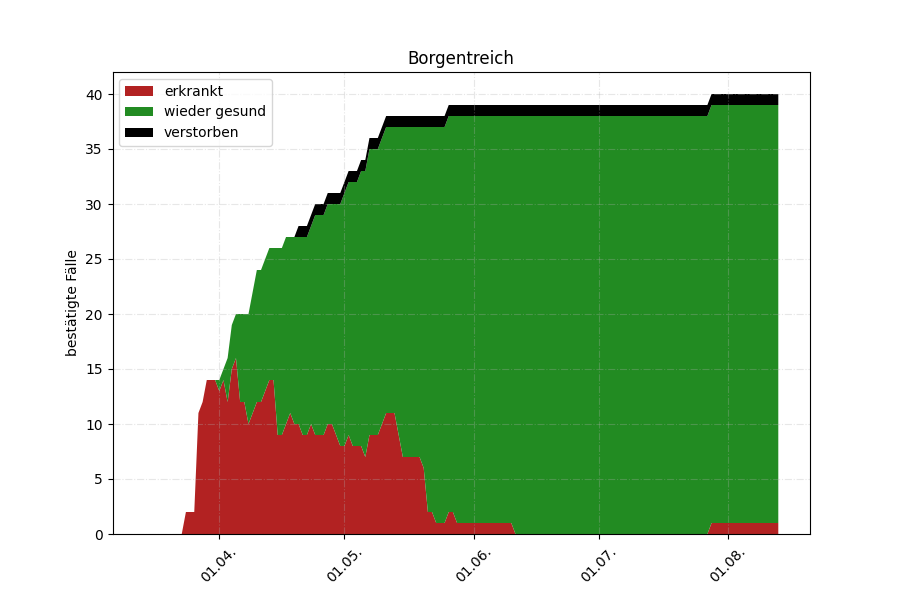 Borgentreich
erkrankt
wieder gesund
verstorben
bestätigte Fälle
40
35
30
25
20
15
10
5
0
01.04.
01.05.
01.06.
01.07.
01.08.